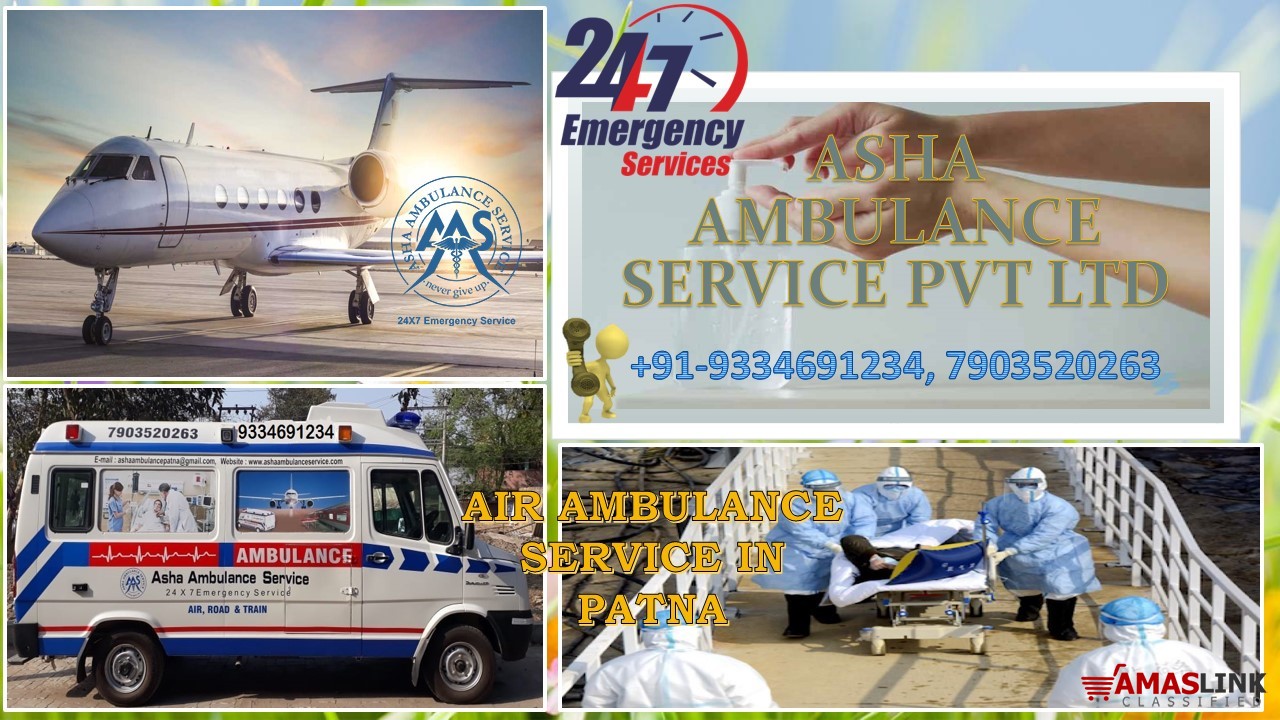 24x7
Emergency
Services
ASHA
AMBULANCE
SERVICE PVT LTD
+91-9334691234, 7903520263
ASHA AMBULANCE SERVICE
AAS
.never give up.
24X7 Emergency Service
7903520263
9334691234
E-mail : ashaambulancepatna@gmail.com, Website : www.ashaambulanceservice.com
AMBULANCE
Asha Ambulance Service
24 X 7 Emergency Service
AIR, ROAD & TRAIN
AIR AMBULANCE
SERVICE IN
PATNA
AMASLINK
CLASSIFIED